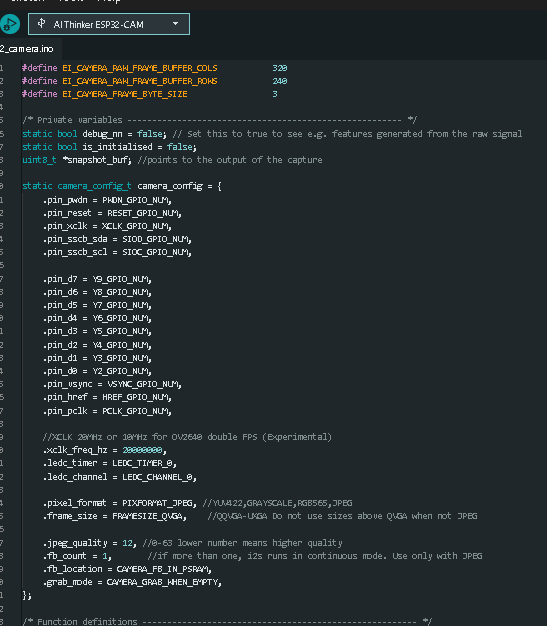 AI Thinker ESP32-CAM
2_camera.ino
#define EI_CAMERA_RAW_FRAME_BUFFER_COLS 320
#define EI_CAMERA_RAW_FRAME_BUFFER_ROWS 240
#define EI_CAMERA_FRAME_BYTE_SIZE 3
/* Private variables ------------------------------------------------------- */
static bool debug_nn = false; // Set this to true to see e.g. features generated from the raw signal
static bool is_initialised = false;
uint8_t *snapshot_buf; //points to the output of the capture
static camera_config_t camera_config = {
.pin_pwdn = PWDN_GPIO_NUM,
.pin_reset = RESET_GPIO_NUM,
.pin_xclk = XCLK_GPIO_NUM,
.pin_sscb_sda = SIOD_GPIO_NUM,
.pin_sscb_scl = SIOC_GPIO_NUM,
.pin_d7 = Y9_GPIO_NUM,
.pin_d6 = Y8_GPIO_NUM,
.pin_d5 = Y7_GPIO_NUM,
.pin_d4 = Y6_GPIO_NUM,
.pin_d3 = Y5_GPIO_NUM,
.pin_d2 = Y4_GPIO_NUM,
.pin_d1 = Y3_GPIO_NUM,
.pin_d0 = Y2_GPIO_NUM,
.pin_vsync = VSYNC_GPIO_NUM,
.pin_href = HREF_GPIO_NUM,
.pin_pclk = PCLK_GPIO_NUM,
//XCLK 20MHz or 10MHz for OV2640 double FPS (Experimental)
.xclk_freq_hz = 20000000,
.ledc_timer = LEDC_TIMER_0,
.ledc_channel = LEDC_CHANNEL_0,
.pixel_format = PIXFORMAT_JPEG, //YUV422,GRAYSCALE,RGB565,JPEG
.frame_size = FRAMESIZE_QVGA, //QQVGA-UXGA Do not use sizes above QVGA when not JPEG
.jpeg_quality = 12, //0-63 lower number means higher quality
.fb_count = 1, //if more than one, i2s runs in continuous mode. Use only with JPEG
.fb_location = CAMERA_FB_IN_PSRAM,
.grab_mode = CAMERA_GRAB_WHEN_EMPTY,
};
/* Function definitions ------------------------------------------------------- */